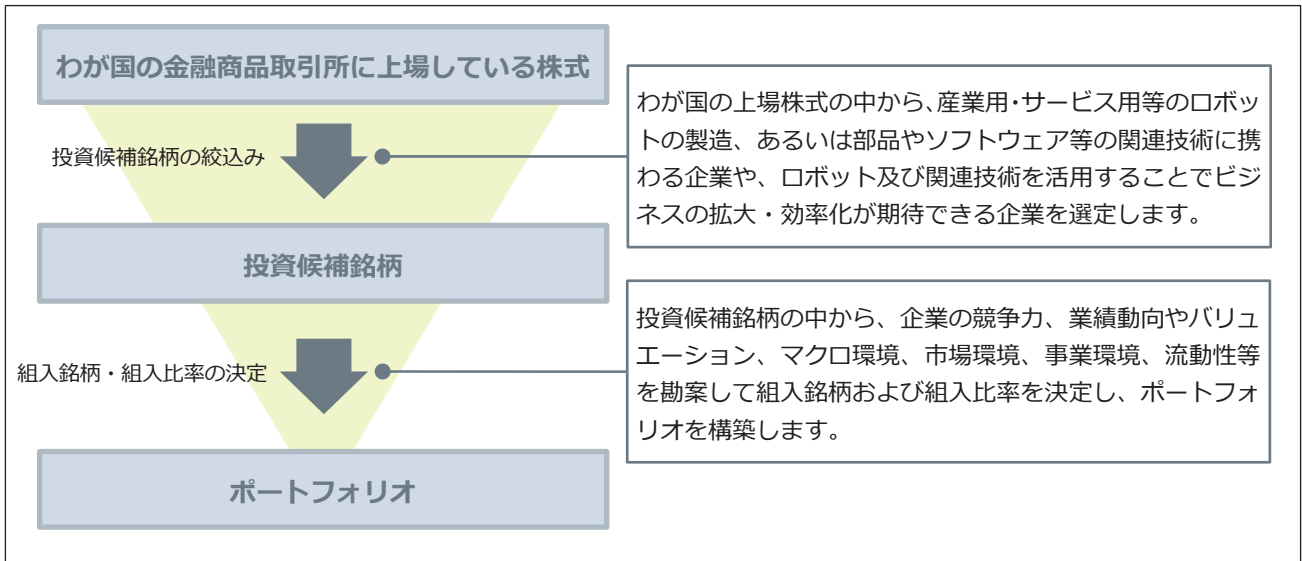 わが国の金融商品取引所に上場している株式
投資候補銘柄の絞込み
わが国の上場株式の中から、産業用・サービス用等のロボッ
トの製造、あるいは部品やソフトウェア等の関連技術に携
わる企業や、ロボット及び関連技術を活用することでビジ
ネスの拡大・効率化が期待できる企業を選定します。
投資候補銘柄
組入銘柄・組入比率の決定
投資候補銘柄の中から、企業の競争力、業績動向やバリュ
エーション、マクロ環境、市場環境、事業環境、流動性等
を勘案して組入銘柄および組入比率を決定し、ポートフォ
リオを構築します。
ポートフォリオ